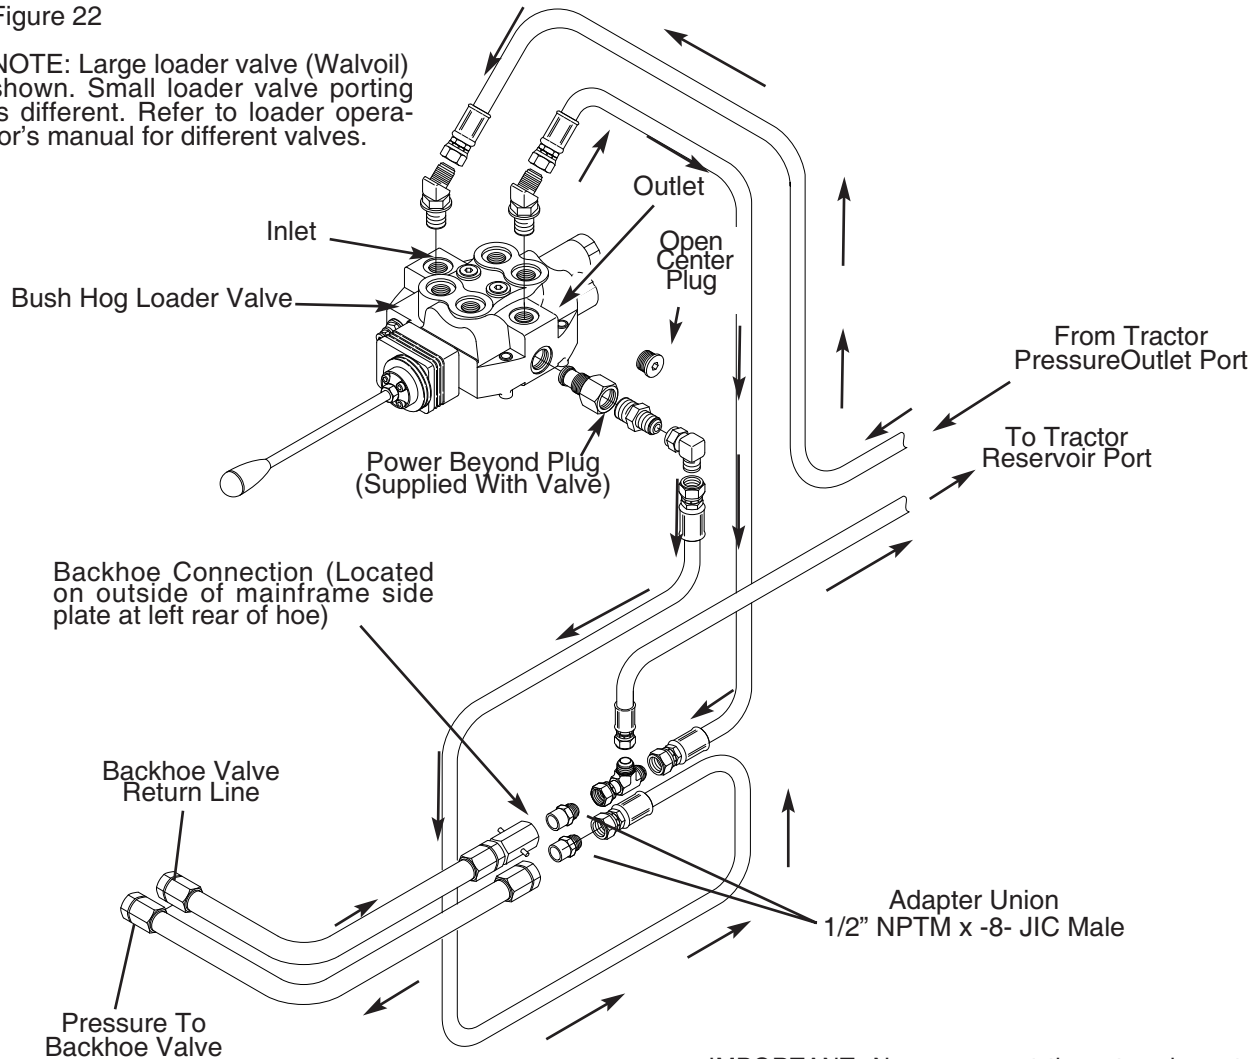 Figure 22
NOTE: Large loader valve (Walvoil)
shown. Small loader valve porting
is different. Refer to loader opera-
tor's manual for different valves.
Outlet
Inlet
Open
Center
Plug
Bush Hog Loader Valve
From Tractor
PressureOutlet Port
To Tractor
Reservoir Port
Power Beyond Plug
(Supplied With Valve)
Backhoe Connection (Located
on outside of mainframe side
plate at left rear of hoe)
Backhoe Valve
Return Line
Adapter Union
1/2” NPTM x -8- JIC Male
Pressure To
Backhoe Valve